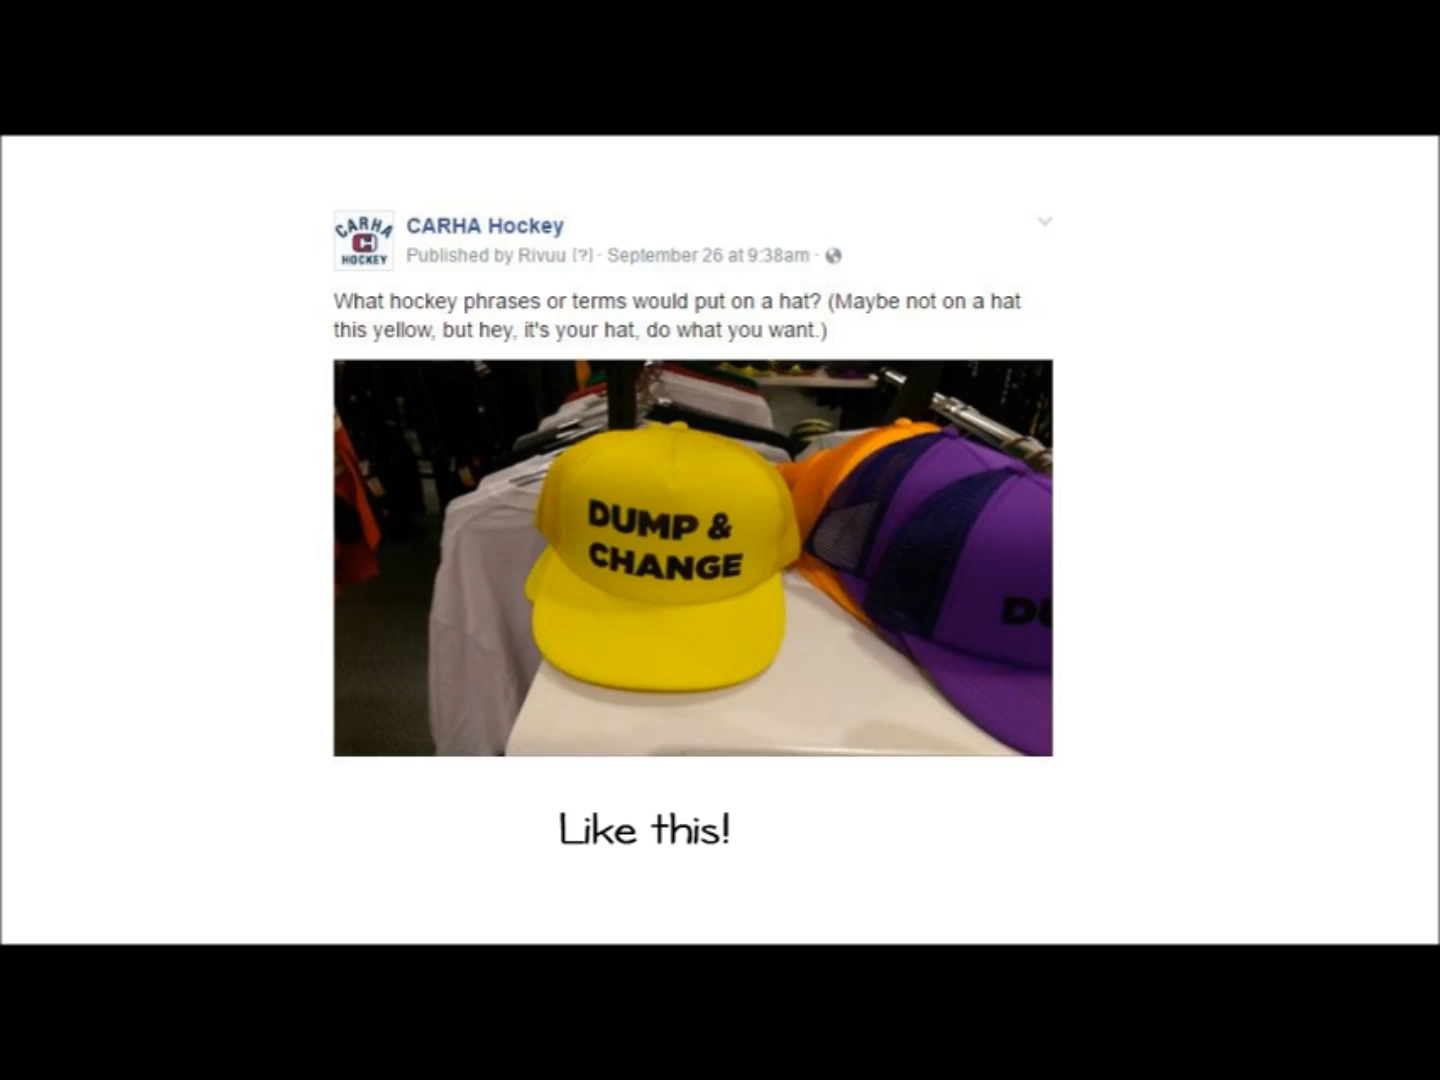 CARHA
HOCKEY
CARHA Hockey
Published by Rivuu [?] · September 26 at 9:38am ·
What hockey phrases or terms would put on a hat? (Maybe not on a hat
this yellow, but hey, it's your hat, do what you want.)
DUMP &
CHANGE
DU
Like this!